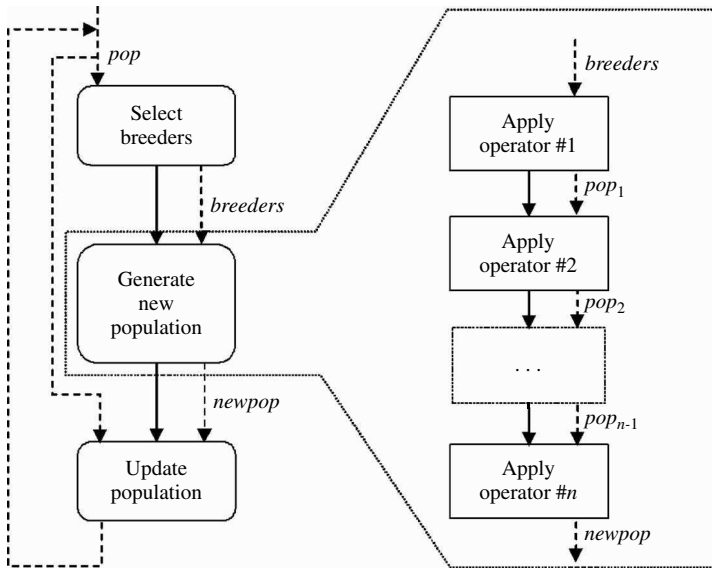 pop
Select
breeders
breeders
Generate
new
population
newpop
Update
population
breeders
Apply
operator #1
pop1
Apply
operator #2
pop2
...
popn-1
Apply
operator #n
newpop